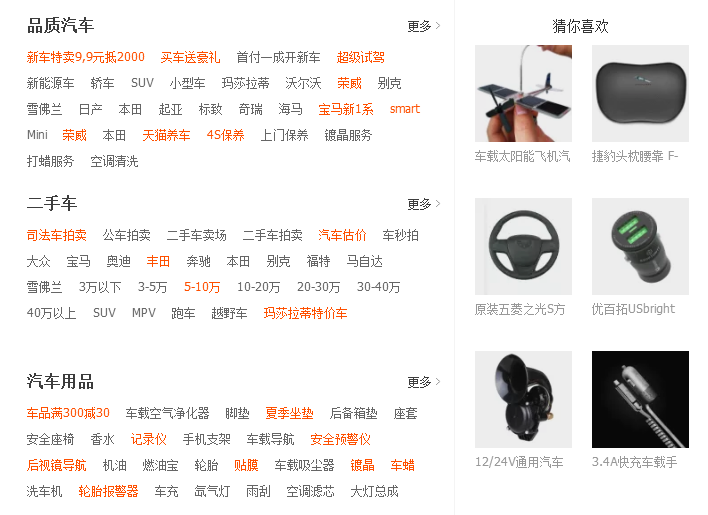 品质汽车 更多 >
新车特卖9,9元抵2000 买车送豪礼 首付一成开新车 超级试驾
新能源车 轿车 SUV 小型车 玛莎拉蒂 沃尔沃 荣威 别克
雪佛兰 日产 本田 起亚 标致 奇瑞 海马 宝马新1系 smart
Mini 荣威 本田 天猫养车 4S保养 上门保养 镀晶服务
打蜡服务 空调清洗
二手车 更多 >
司法车拍卖 公车拍卖 二手车卖场 二手车拍卖 汽车估价 车秒拍
大众 宝马 奥迪 丰田 奔驰 本田 别克 福特 马自达
雪佛兰 3万以下 3-5万 5-10万 10-20万 20-30万 30-40万
40万以上 SUV MPV 跑车 越野车 玛莎拉蒂特价车
汽车用品 更多 >
车品满300减30 车载空气净化器 脚垫 夏季坐垫 后备箱垫 座套
安全座椅 香水 记录仪 手机支架 车载导航 安全预警仪
后视镜导航 机油 燃油宝 轮胎 贴膜 车载吸尘器 镀晶 车蜡
洗车机 轮胎报警器 车充 氙气灯 雨刮 空调滤芯 大灯总成
猜你喜欢
车载太阳能飞机汽 捷豹头枕腰靠 F-
原装五菱之光S方 优百拓USbright
12/24V通用汽车 3.4A快充车载手